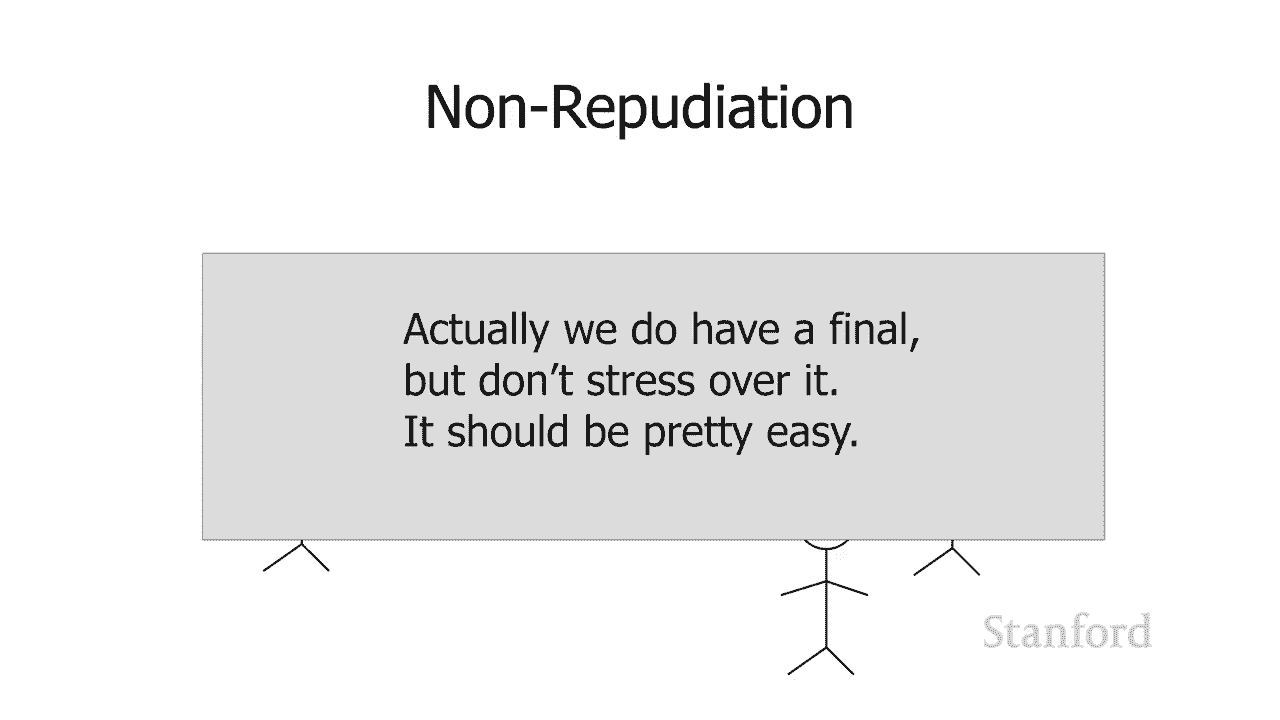 Non-Repudiation
Actually we do have a final,
but don’t stress over it.
It should be pretty easy.
Stanford